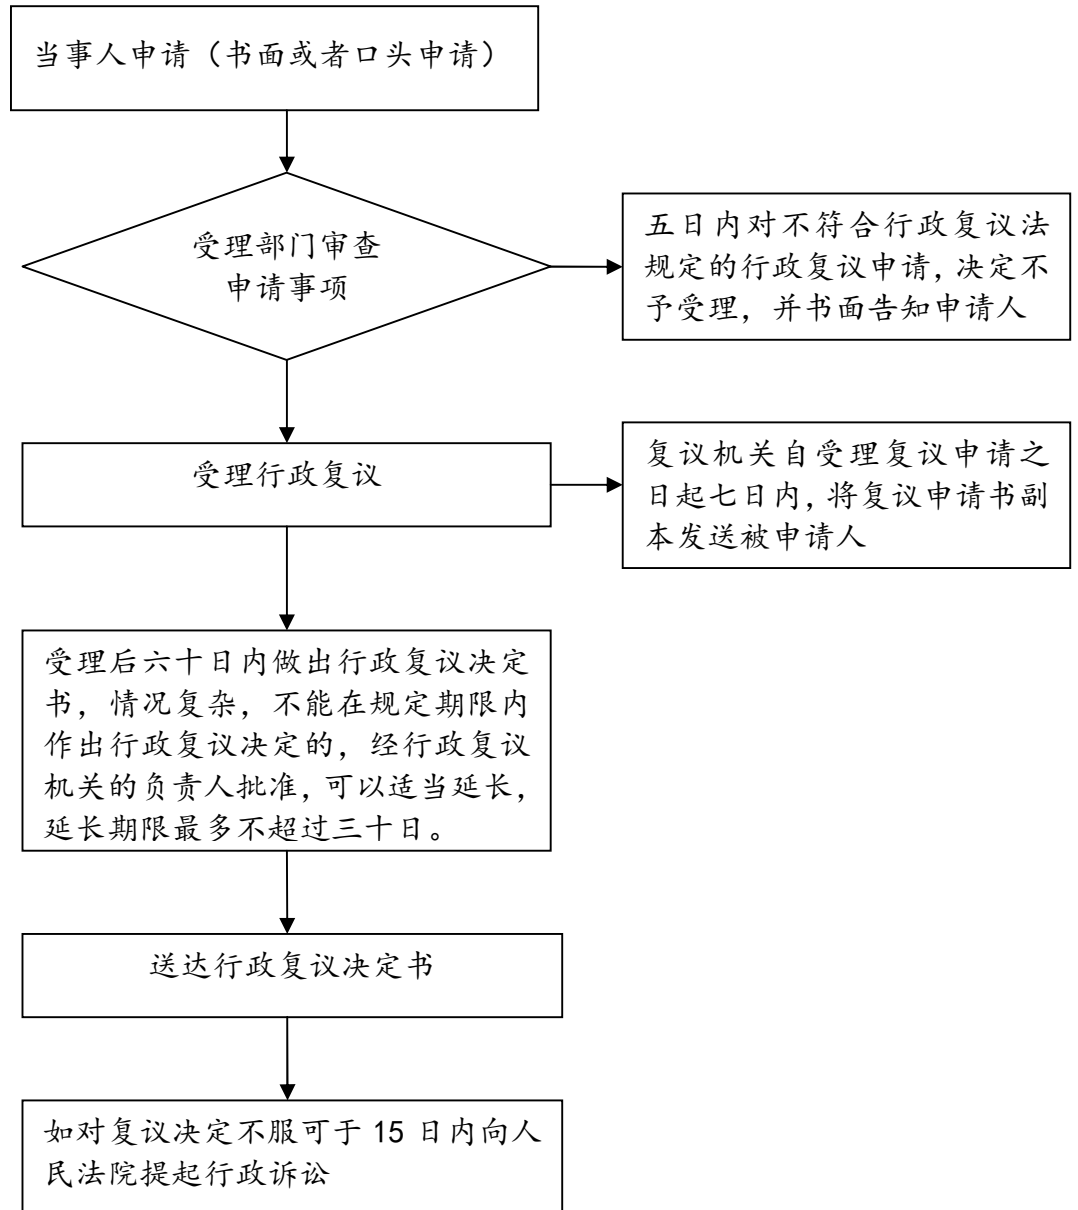 当事人申请（书面或者口头申请）
受理部门审查
申请事项
五日内对不符合行政复议法
规定的行政复议申请，决定不
予受理，并书面告知申请人
受理行政复议
复议机关自受理复议申请之
日起七日内，将复议申请书副
本发送被申请人
受理后六十日内做出行政复议决定
书，情况复杂，不能在规定期限内
作出行政复议决定的，经行政复议
机关的负责人批准，可以适当延长，
延长期限最多不超过三十日。
送达行政复议决定书
如对复议决定不服可于 15 日内向人
民法院提起行政诉讼